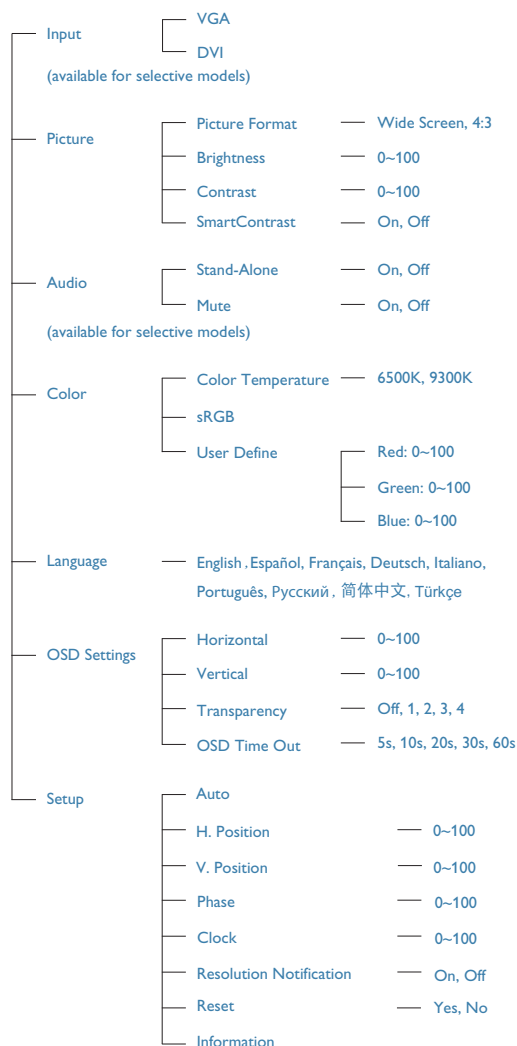 VGA
Input
DVI
(available for selective models)
Picture Format Wide Screen, 4:3
Picture
Brightness 0~100
Contrast 0~100
SmartContrast On, Off
Stand-Alone On, Off
Audio
Mute On, Off
(available for selective models)
Color Temperature 6500K, 9300K
Color
sRGB
User Define Red: 0~100
Green: 0~100
Blue: 0~100
Language English , Español, Français, Deutsch, Italiano,
Português, Русский , 简体中文, Türkçe
Horizontal 0~100
OSD Settings
Vertical 0~100
Transparency Off, 1, 2, 3, 4
OSD Time Out 5s, 10s, 20s, 30s, 60s
Setup Auto
H. Position 0~100
V. Position 0~100
Phase 0~100
Clock 0~100
Resolution Notification On, Off
Reset Yes, No
Information